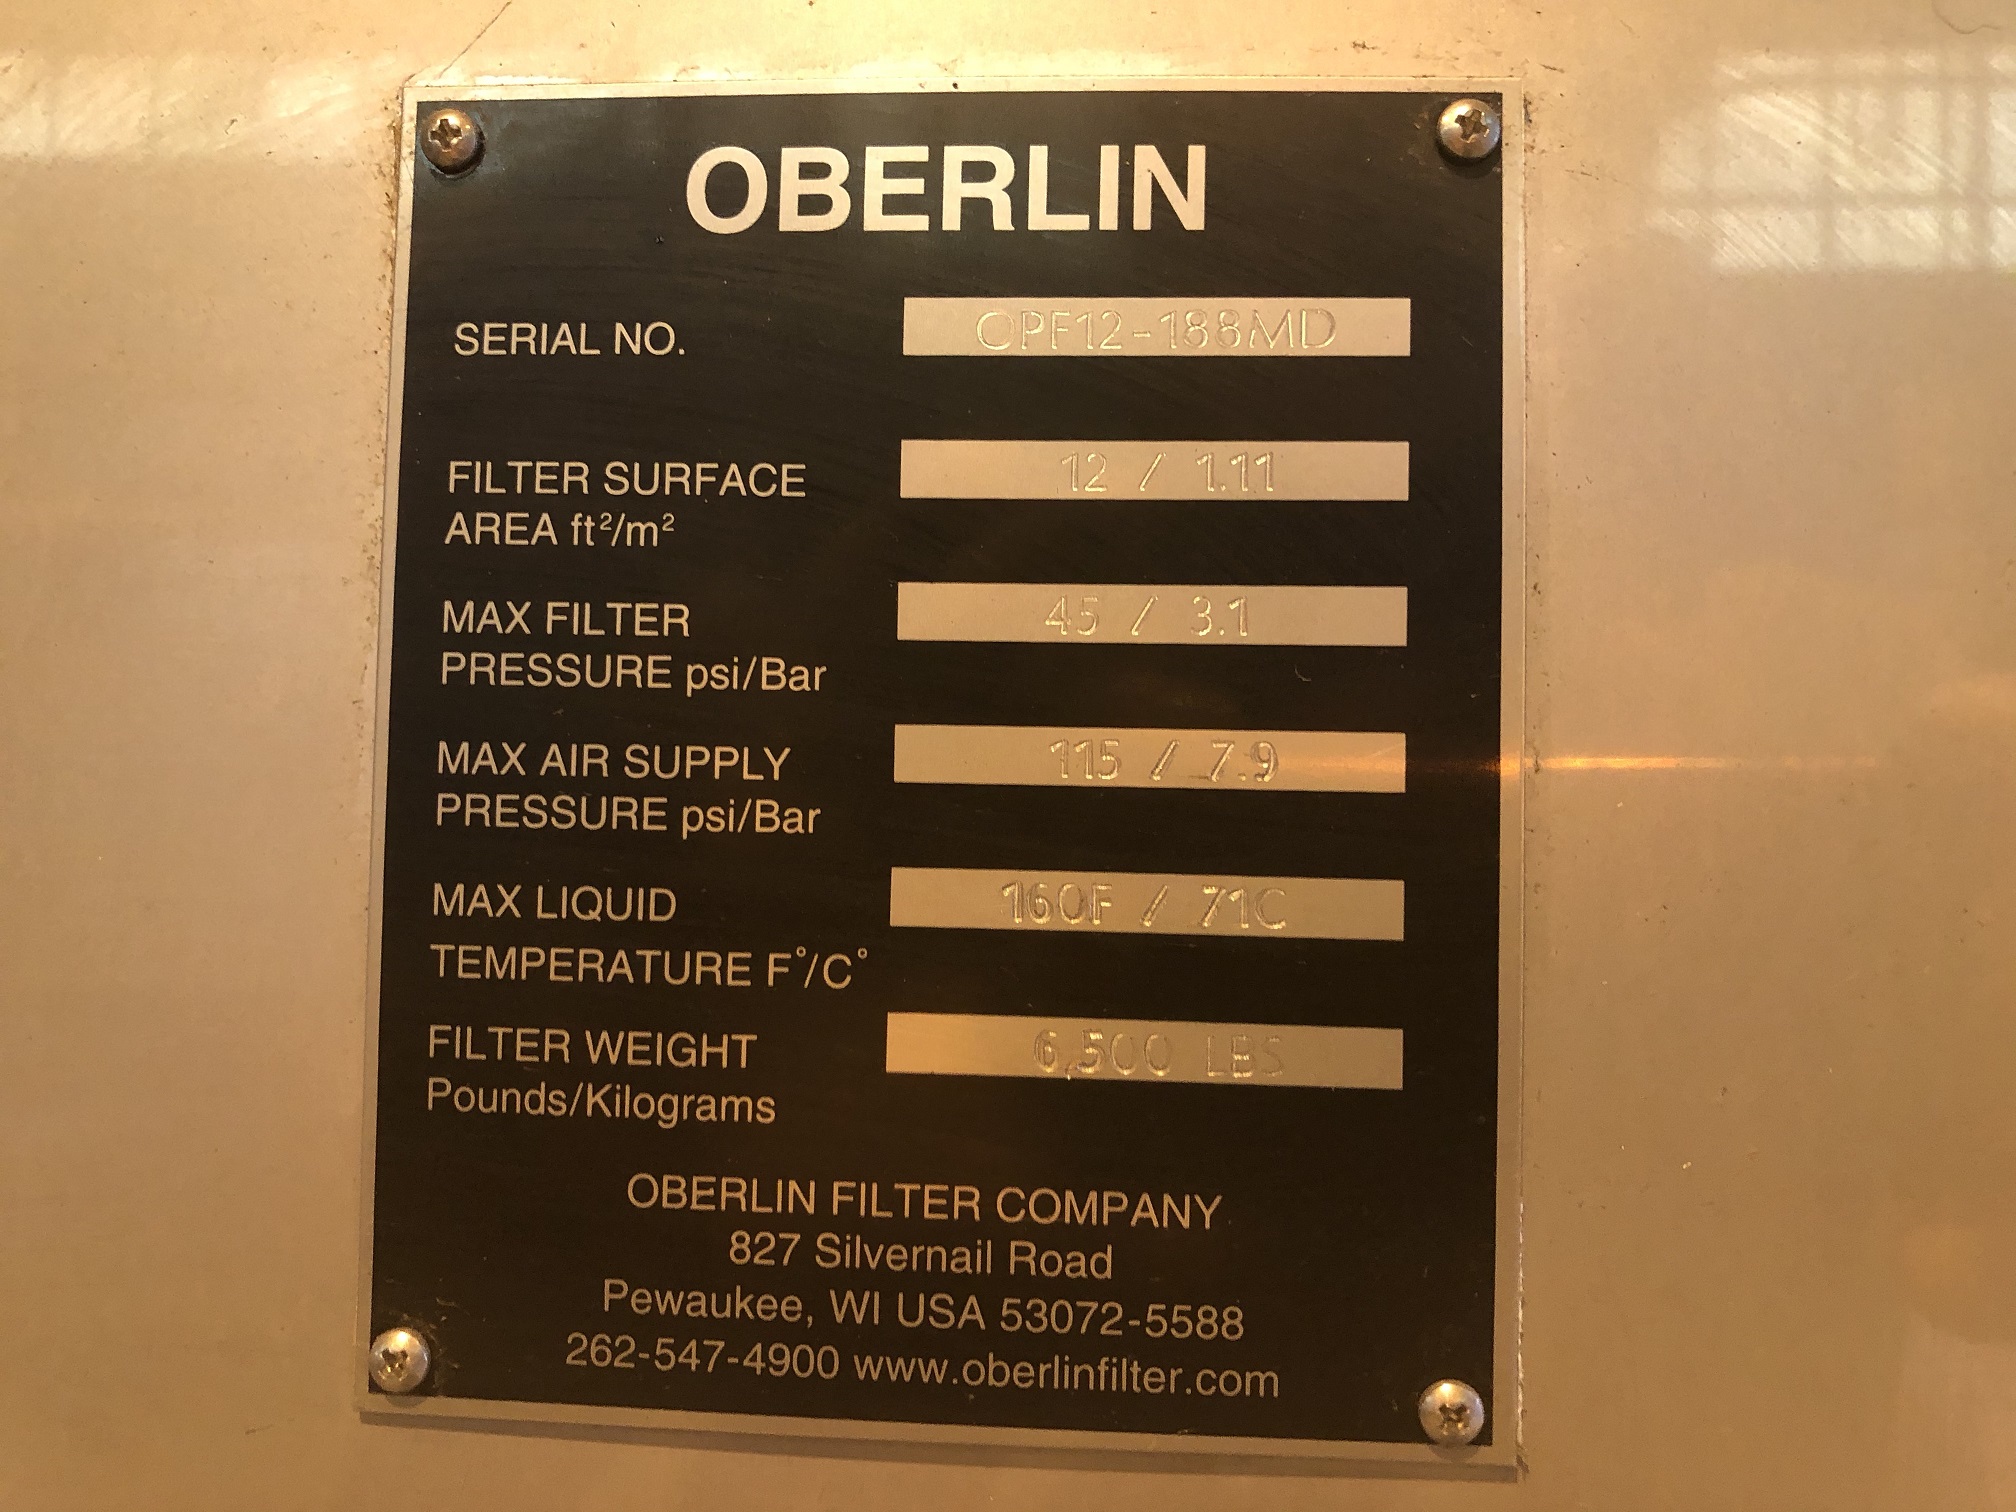 OBERLIN
SERIAL NO. OPF12-188MD
FILTER SURFACE 12 / 1.11
AREA ft²/m²
MAX FILTER 45 / 3.1
PRESSURE psi/Bar
MAX AIR SUPPLY 115 / 7.9
PRESSURE psi/Bar
MAX LIQUID 160F / 71C
TEMPERATURE F°/C°
FILTER WEIGHT 6,500 LBS
Pounds/Kilograms
OBERLIN FILTER COMPANY
827 Silvernail Road
Pewaukee, WI USA 53072-5588
262-547-4900 www.oberlinfilter.com